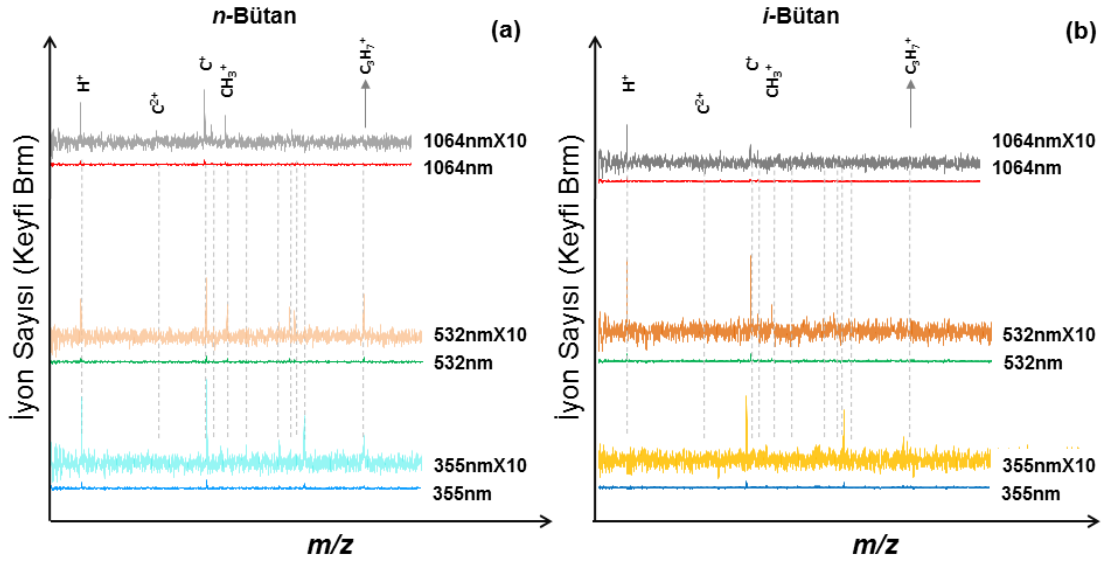 n-Bütan
(a)
H⁺
C²⁺
C⁺
CH₃⁺
C₃H₇⁺
1064nmX10
1064nm
532nmX10
532nm
355nmX10
355nm
İyon Sayısı (Keyfi Brm)
m/z
i-Bütan
(b)
H⁺
C²⁺
C⁺
CH₃⁺
C₃H₇⁺
1064nmX10
1064nm
532nmX10
532nm
355nmX10
355nm
İyon Sayısı (Keyfi Brm)
m/z